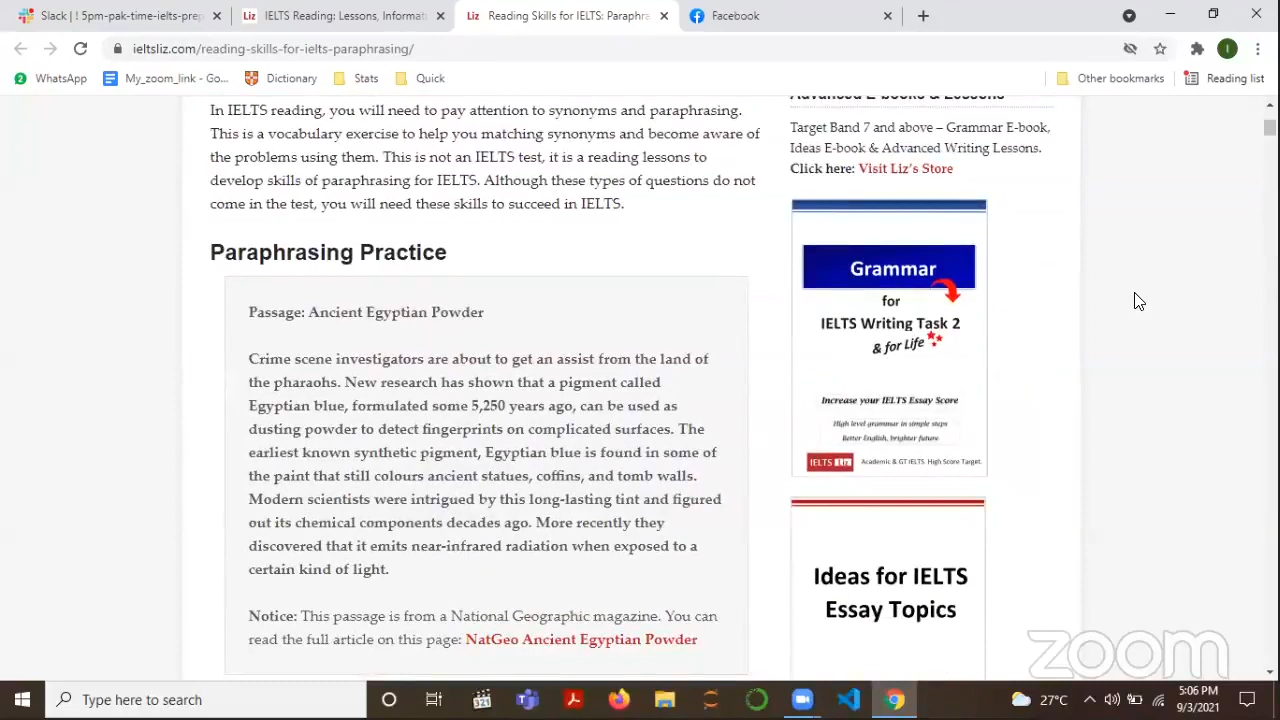 Slack | ! 5pm-pak-time-ielts-prep
IELTS Reading: Lessons, Informat
Reading Skills for IELTS: Paraphra
Facebook
ieltsliz.com/reading-skills-for-ielts-paraphrasing/
WhatsApp
My_zoom_link - Go...
Dictionary
Stats
Quick
Other bookmarks
Reading list
In IELTS reading, you will need to pay attention to synonyms and paraphrasing.
This is a vocabulary exercise to help you matching synonyms and become aware of
the problems using them. This is not an IELTS test, it is a reading lessons to
develop skills of paraphrasing for IELTS. Although these types of questions do not
come in the test, you will need these skills to succeed in IELTS.
Paraphrasing Practice
Passage: Ancient Egyptian Powder
Crime scene investigators are about to get an assist from the land of
the pharaohs. New research has shown that a pigment called
Egyptian blue, formulated some 5,250 years ago, can be used as
dusting powder to detect fingerprints on complicated surfaces. The
earliest known synthetic pigment, Egyptian blue is found in some of
the paint that still colours ancient statues, coffins, and tomb walls.
Modern scientists were intrigued by this long-lasting tint and figured
out its chemical components decades ago. More recently they
discovered that it emits near-infrared radiation when exposed to a
certain kind of light.
Notice: This passage is from a National Geographic magazine. You can
read the full article on this page: NatGeo Ancient Egyptian Powder
Advanced E-books & Lessons
Target Band 7 and above – Grammar E-book,
Ideas E-book & Advanced Writing Lessons.
Click here: Visit Liz's Store
Grammar
for
IELTS Writing Task 2
& for Life
Increase your IELTS Essay Score
High level grammar in simple steps
Better English, brighter future
IELTS Liz
Academic & GT IELTS. High Score Target.
Ideas for IELTS
Essay Topics
zoom
Type here to search
27°C
5:06 PM
9/3/2021